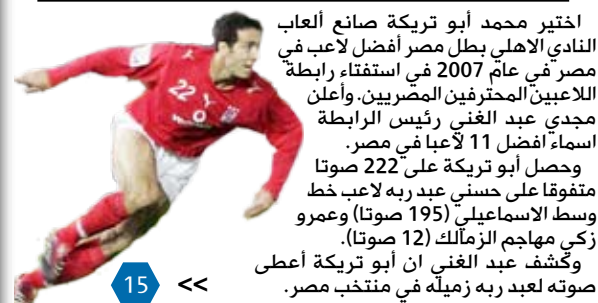 اختير محمد أبو تريكة صانع ألعاب
النادي الاهلي بطل مصر أفضل لاعب في
مصر في عام 2007 في استفتاء رابطة
اللاعبين المحترفين المصريين. وأعلن
مجدي عبد الغني رئيس الرابطة
اسماء افضل 11 لاعبا في مصر.
وحصل أبو تريكة على 222 صوتا
متفوقا على حسني عبد ربه لاعب خط
وسط الاسماعيلي (195 صوتا) وعمرو
زكي مهاجم الزمالك (12 صوتا).
وكشف عبد الغني ان أبو تريكة أعطى
صوته لعبد ربه زميله في منتخب مصر.
>> 15
22